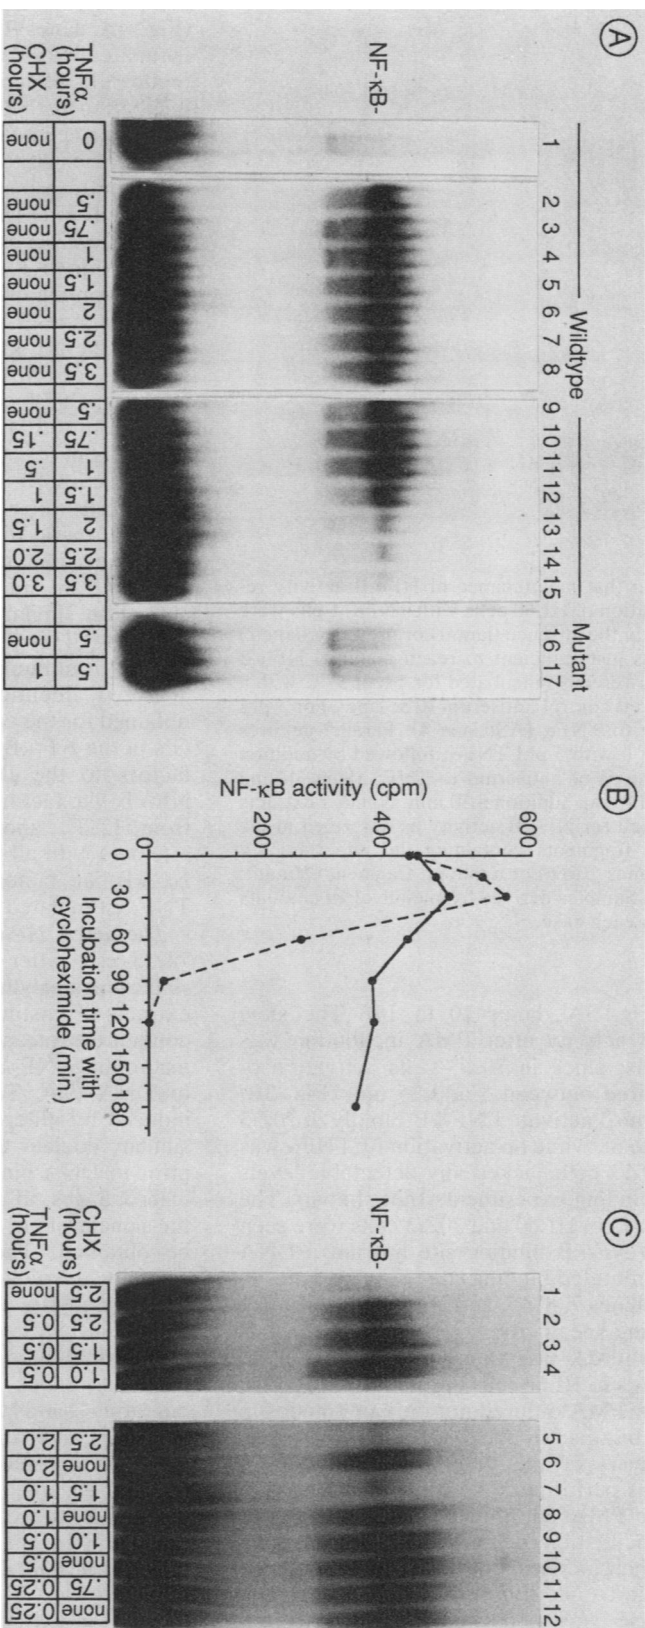 A
Wildtype
Mutant
1 2 3 4 5 6 7 8 9 10 11 12 13 14 15 16 17
NF-κB-
TNFα (hours) 0 .5 .75 1 1.5 2 2.5 3.5 .5 .75 1 1.5 2 2.5 3.5 .5 .5
CHX (hours) none none none none none none none none none .15 .5 1 1.5 2.0 3.0 none 1
B
NF-κB activity (cpm)
600
400
200
0
0 30 60 90 120 150 180
Incubation time with
cycloheximide (min.)
C
1 2 3 4 5 6 7 8 9 10 11 12
NF-κB-
CHX (hours) 2.5 2.5 1.5 1.0 2.5 none 1.5 none 1.0 none .75 none
TNFα (hours) none 0.5 0.5 0.5 2.0 2.0 1.0 1.0 0.5 0.5 0.25 0.25